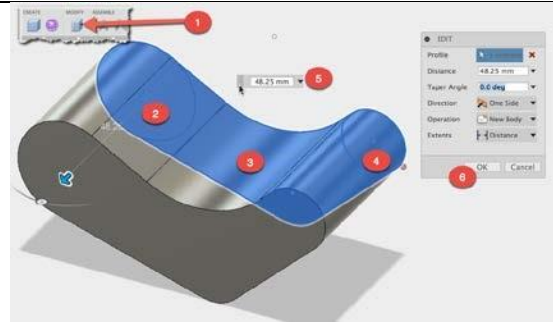 CREATE MODIFY ASSEMBLE
1
EDIT
Profile
Distance 48.25 mm
Taper Angle 0.0 deg
Direction One Side
Operation New Body
Extents Distance
OK Cancel
48.25 mm
5
2
3
4
6